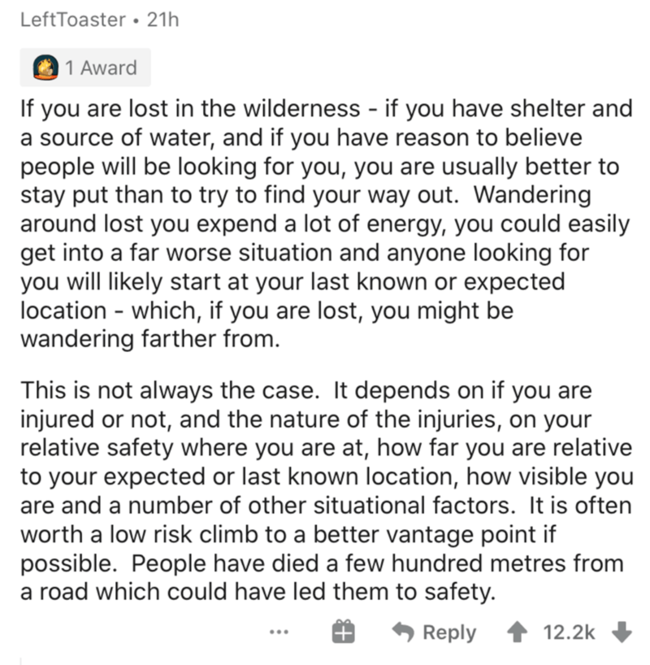 LeftToaster • 21h
1 Award
If you are lost in the wilderness - if you have shelter and
a source of water, and if you have reason to believe
people will be looking for you, you are usually better to
stay put than to try to find your way out.  Wandering
around lost you expend a lot of energy, you could easily
get into a far worse situation and anyone looking for
you will likely start at your last known or expected
location - which, if you are lost, you might be
wandering farther from.
This is not always the case.  It depends on if you are
injured or not, and the nature of the injuries, on your
relative safety where you are at, how far you are relative
to your expected or last known location, how visible you
are and a number of other situational factors.  It is often
worth a low risk climb to a better vantage point if
possible.  People have died a few hundred metres from
a road which could have led them to safety.
... Reply 12.2k